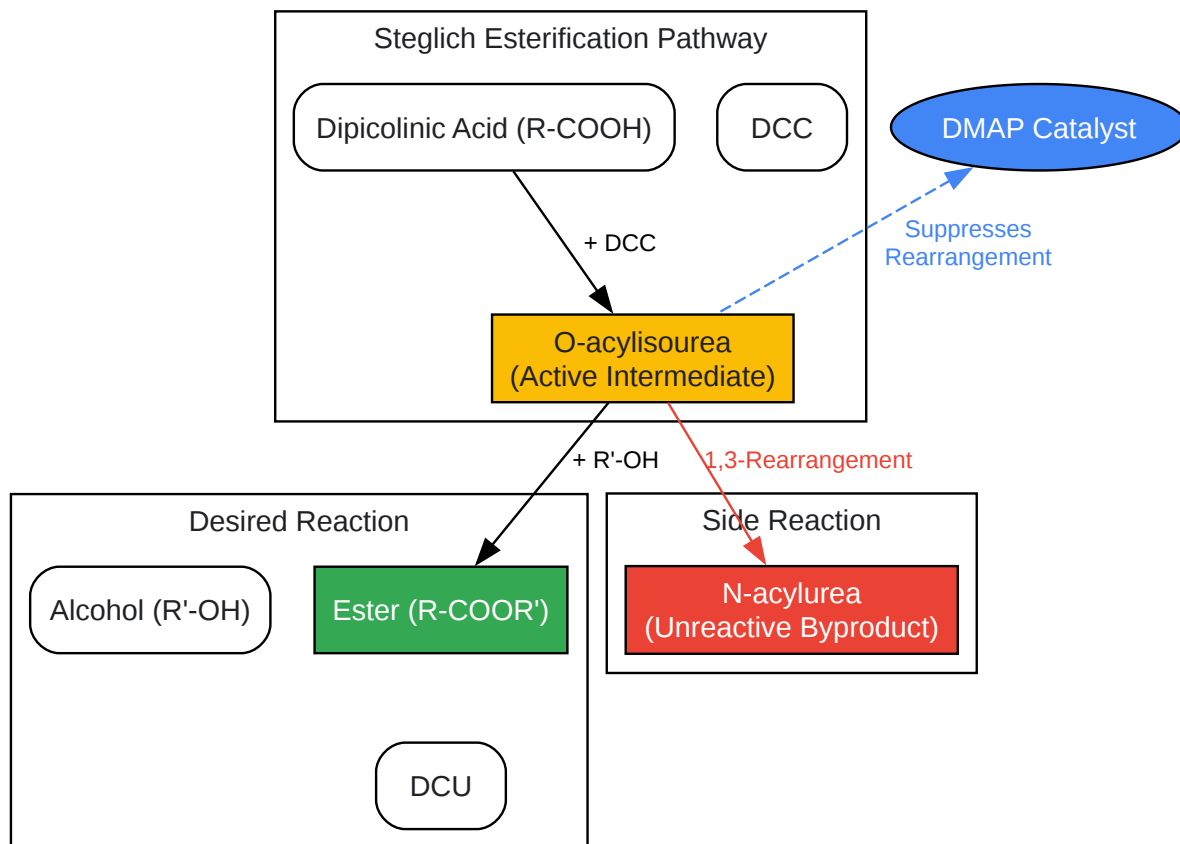 Steglich Esterification Pathway
Dipicolinic Acid (R-COOH)
DCC
DMAP Catalyst
+ DCC
Suppresses
Rearrangement
O-acylisourea
(Active Intermediate)
+ R'-OH
1,3-Rearrangement
Desired Reaction
Alcohol (R'-OH)
Ester (R-COOR')
DCU
Side Reaction
N-acylurea
(Unreactive Byproduct)